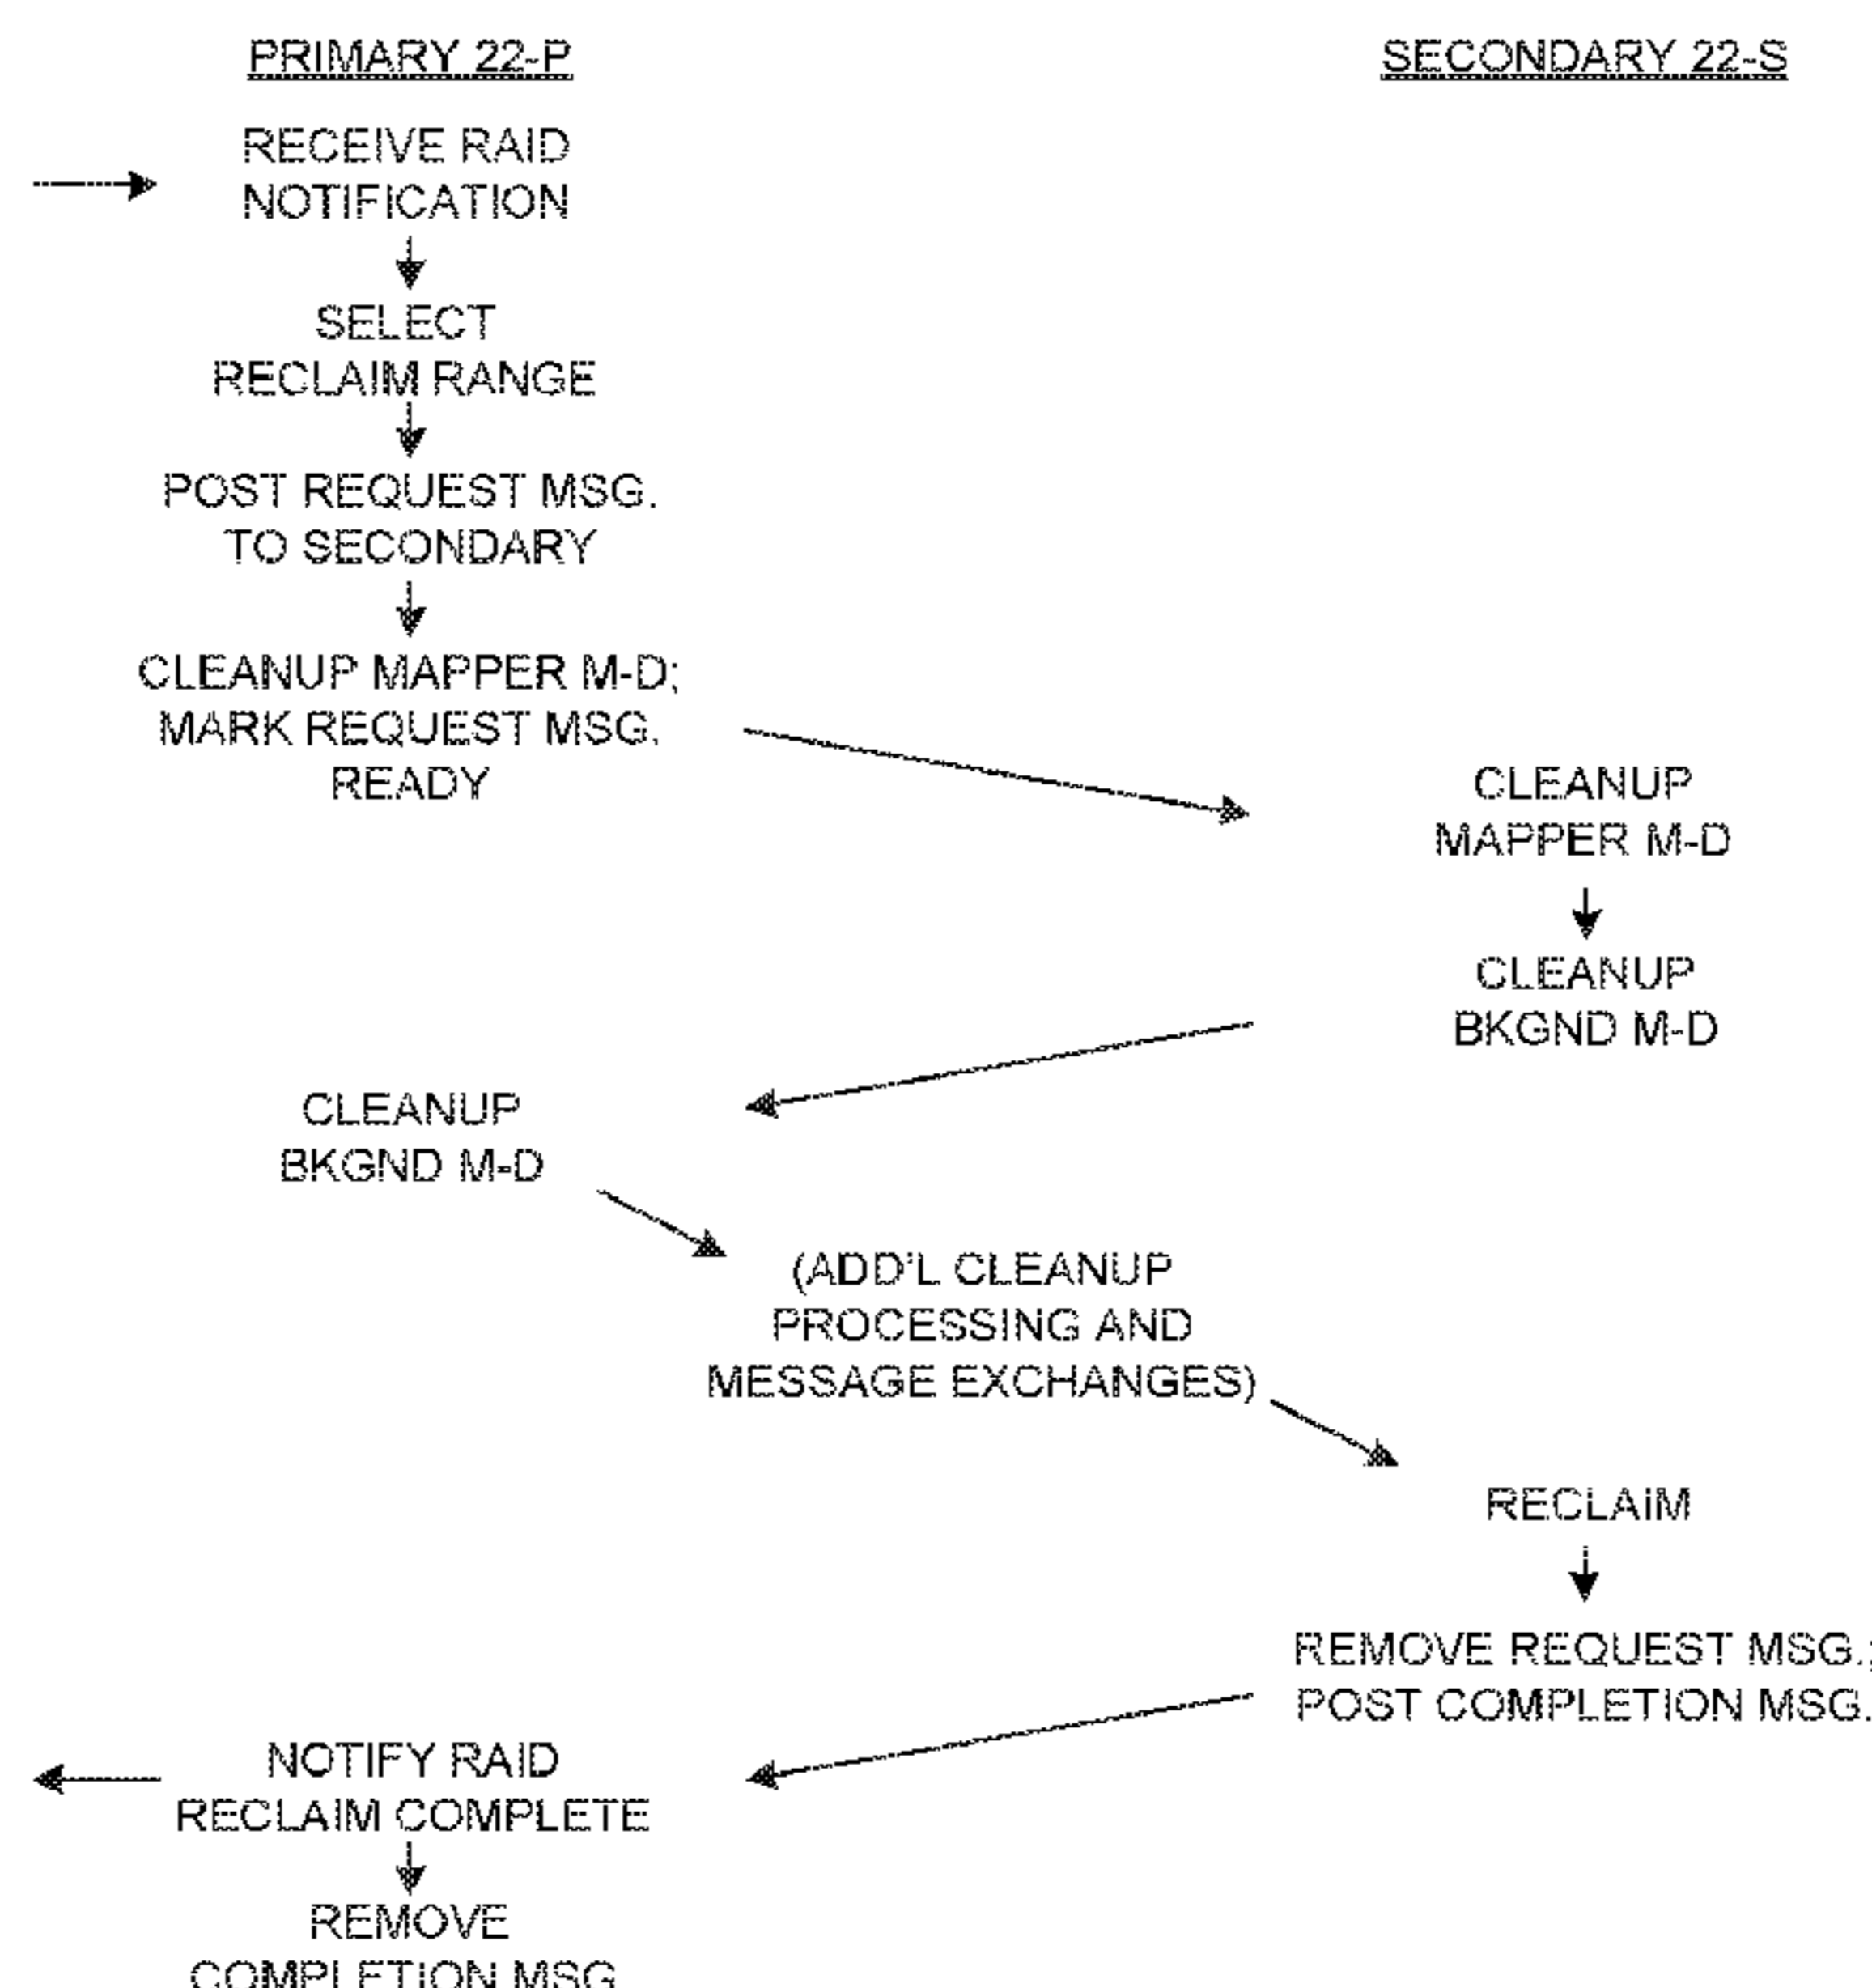 PRIMARY 22-P
SECONDARY 22-S
RECEIVE RAID
NOTIFICATION
SELECT
RECLAIM RANGE
POST REQUEST MSG.
TO SECONDARY
CLEANUP MAPPER M-D;
MARK REQUEST MSG.
READY
CLEANUP
MAPPER M-D
CLEANUP
BKGND M-D
CLEANUP
BKGND M-D
(ADD'L CLEANUP
PROCESSING AND
MESSAGE EXCHANGES)
RECLAIM
REMOVE REQUEST MSG.;
POST COMPLETION MSG.
NOTIFY RAID
RECLAIM COMPLETE
REMOVE
COMPLETION MSG